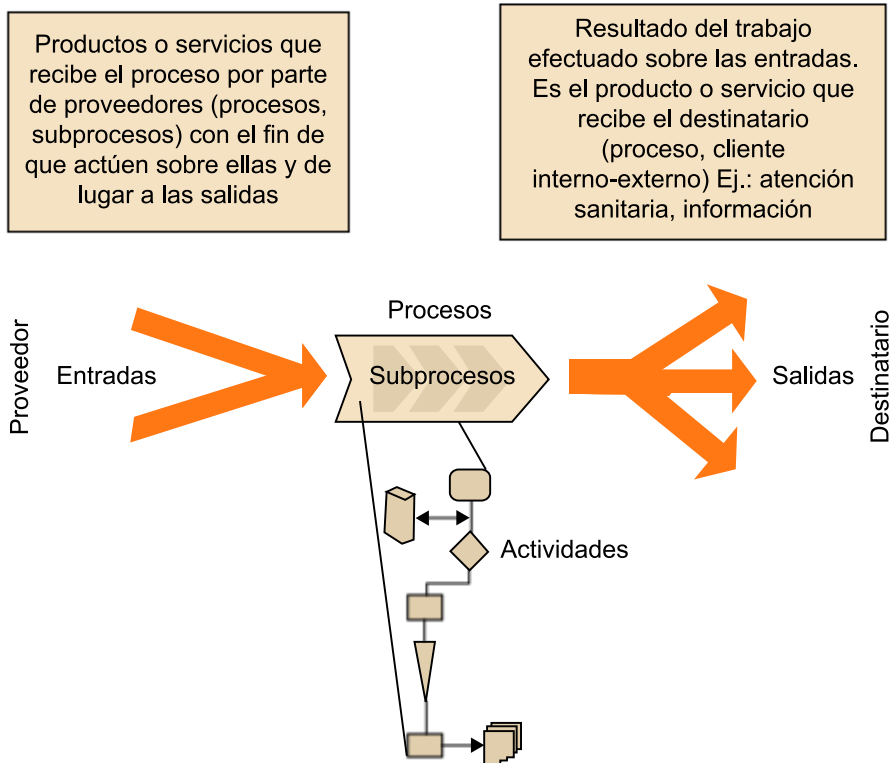 Productos o servicios que
recibe el proceso por parte
de proveedores (procesos,
subprocesos) con el fin de
que actúen sobre ellas y de
lugar a las salidas
Resultado del trabajo
efectuado sobre las entradas.
Es el producto o servicio que
recibe el destinatario
(proceso, cliente
interno-externo) Ej.: atención
sanitaria, información
Proveedor
Entradas
Procesos
Subprocesos
Salidas
Destinatario
Actividades